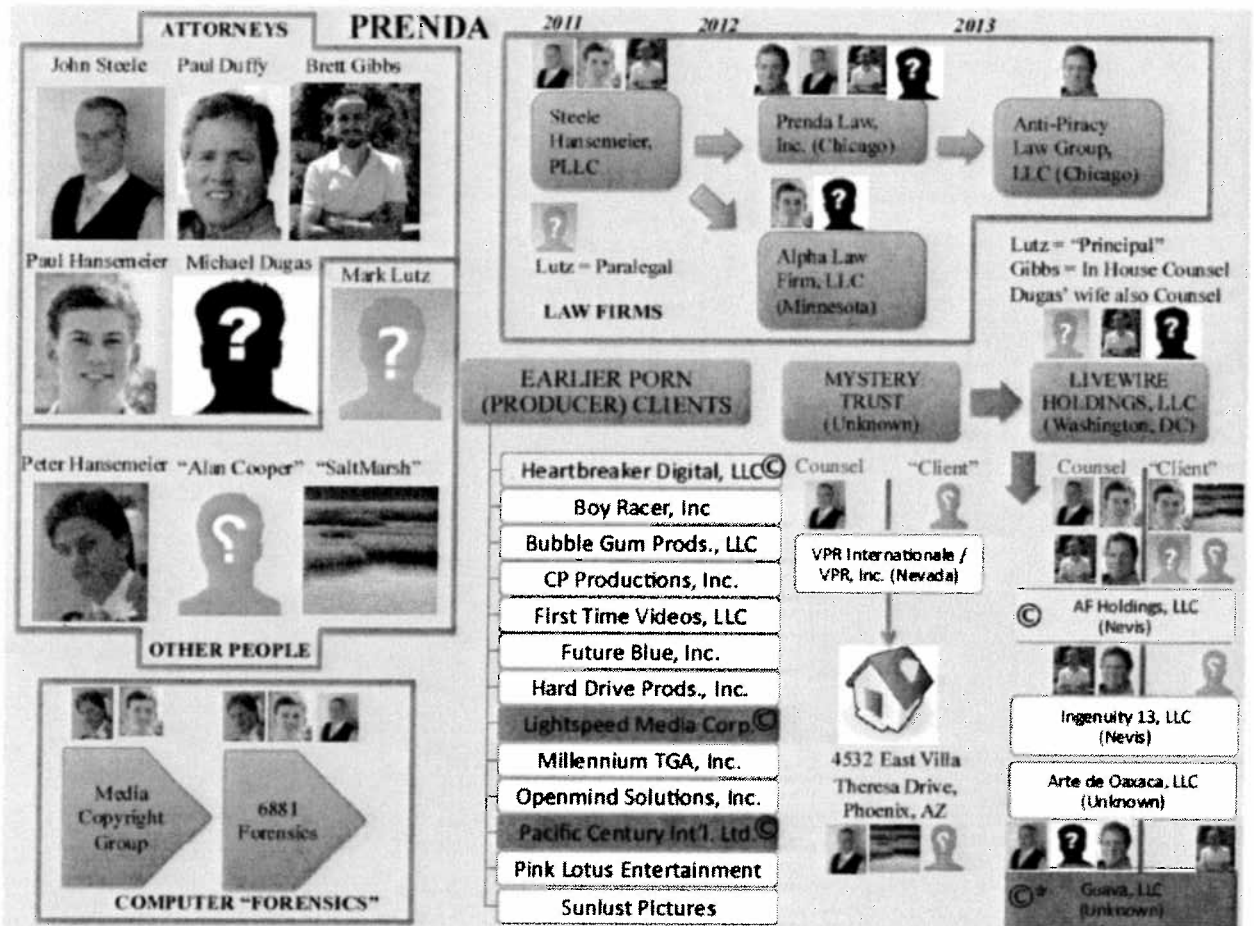 PRENDA
ATTORNEYS
John Steele
Paul Duffy
Brett Gibbs
Paul Hansemeier
Michael Dugas
Mark Lutz
?
?
Peter Hansemeier
"Alan Cooper"
"SaltMarsh"
?
OTHER PEOPLE
Media
Copyright
Group
6881
Forensics
COMPUTER "FORENSICS"
2011
2012
2013
?
Steele
Hansemeier,
PLLC
Prenda Law,
Inc. (Chicago)
Anti-Piracy
Law Group,
LLC (Chicago)
?
?
Lutz = Paralegal
LAW FIRMS
Alpha Law
Firm, LLC
(Minnesota)
Lutz = "Principal"
Gibbs = In House Counsel
Dugas' wife also Counsel
?
?
EARLIER PORN
(PRODUCER) CLIENTS
MYSTERY
TRUST
(Unknown)
LIVEWIRE
HOLDINGS, LLC
(Washington, DC)
Heartbreaker Digital, LLC©
Boy Racer, Inc
Bubble Gum Prods., LLC
CP Productions, Inc.
First Time Videos, LLC
Future Blue, Inc.
Hard Drive Prods., Inc.
Lightspeed Media Corp.©
Millennium TGA, Inc.
Openmind Solutions, Inc.
Pacific Century Int'l. Ltd.©
Pink Lotus Entertainment
Sunlust Pictures
Counsel
"Client"
?
VPR Internationale /
VPR, Inc. (Nevada)
4532 East Villa
Theresa Drive,
Phoenix, AZ
?
Counsel
"Client"
?
?
© AF Holdings, LLC
(Nevis)
?
Ingenuity 13, LLC
(Nevis)
Arte de Oaxaca, LLC
(Unknown)
?
©* Guava, LLC
(Unknown)